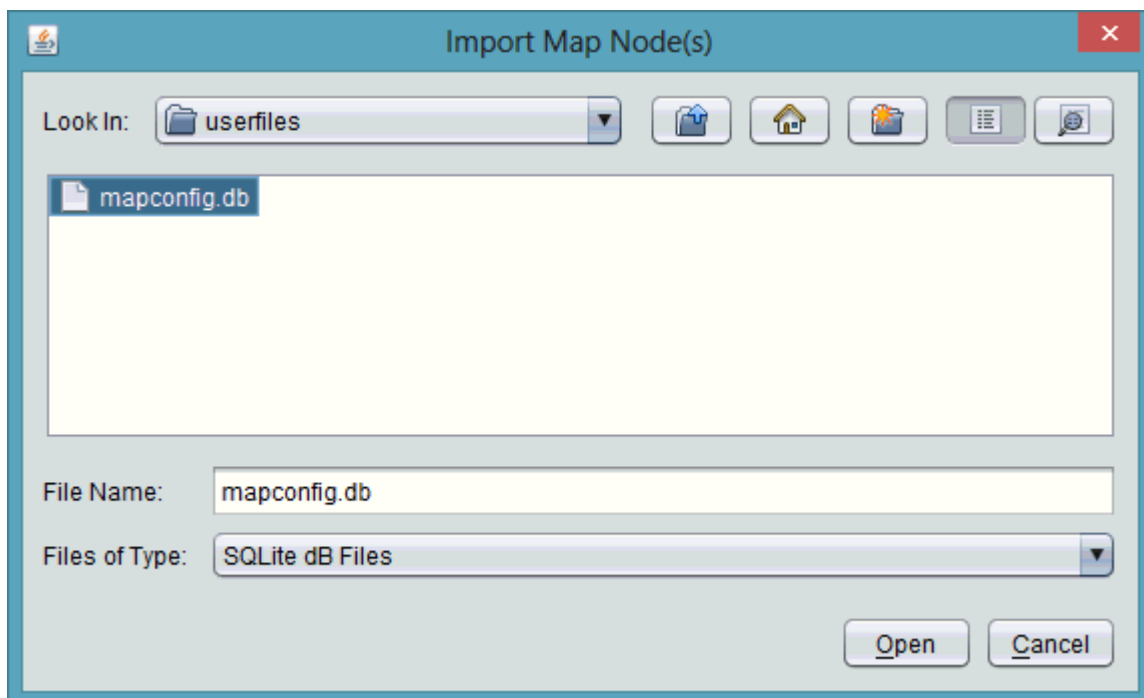 Import Map Node(s)
Look In: userfiles
mapconfig.db
File Name: mapconfig.db
Files of Type: SQLite dB Files
Open Cancel